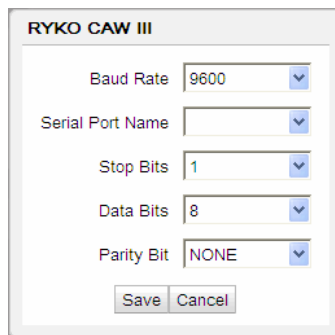 RYKO CAW III
Baud Rate 9600
Serial Port Name
Stop Bits 1
Data Bits 8
Parity Bit NONE
Save Cancel